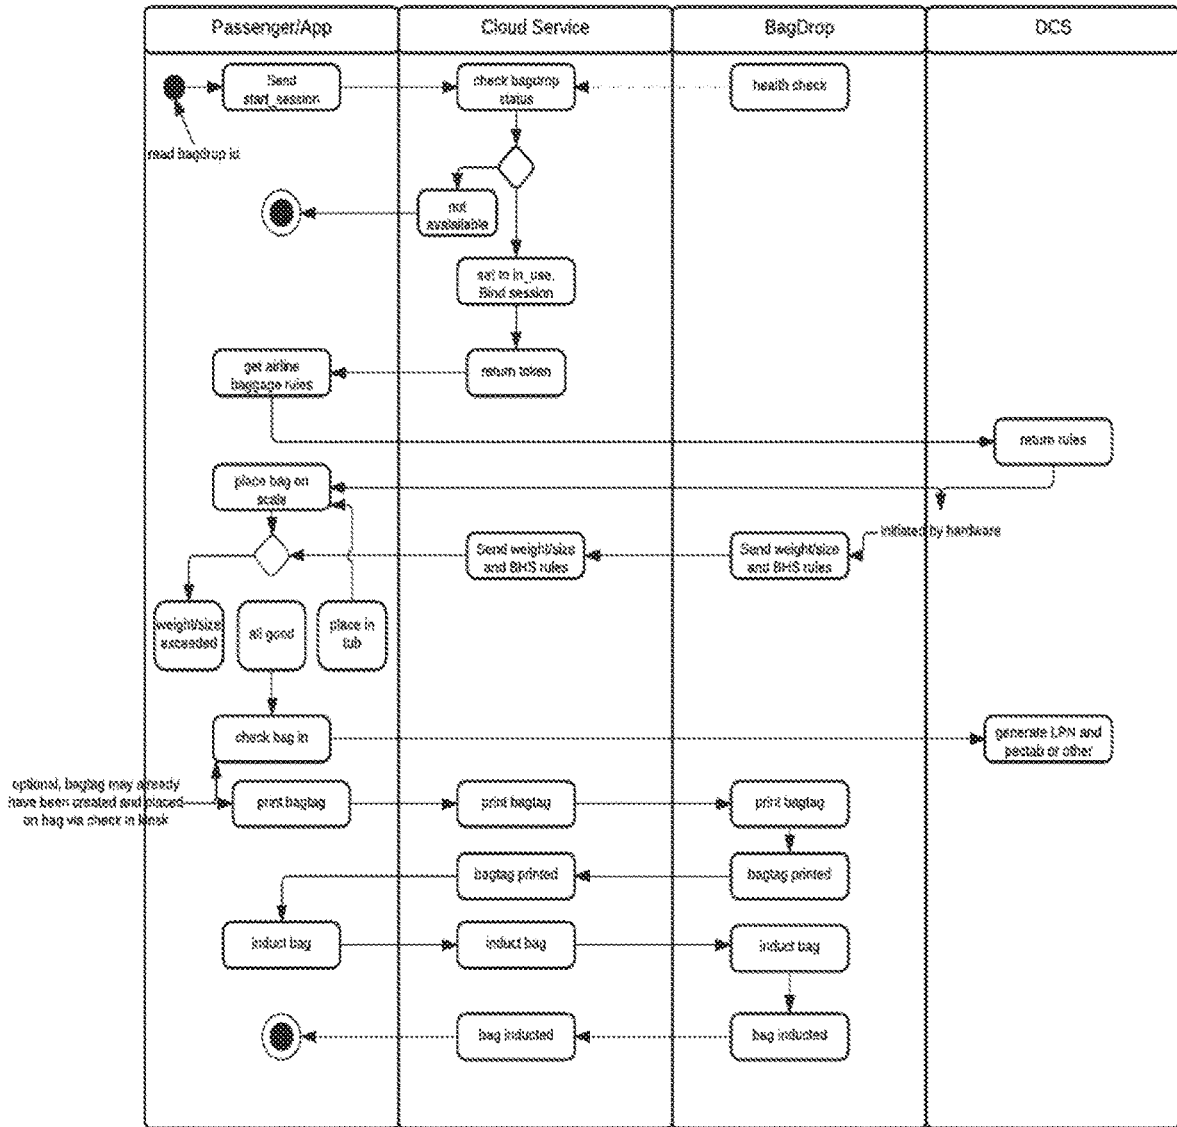 Passenger/App
Cloud Service
BagDrop
DCS
Send
start_session
check bagdrop
status
health check
read bagdrop id
not
availailable
set to in_use.
Bind session
get airline
baggage rules
return token
return rules
place bag on
scale
initiated by hardware
Send weight/size
and BHS rules
Send weight/size
and BHS rules
weight/size
exceeded
all good
place in
tub
check bag in
generate LPN and
pectab or other
optional, bagtag may already
have been created and placed
on bag via check in kiosk
print bagtag
print bagtag
print bagtag
bagtag printed
bagtag printed
induct bag
induct bag
induct bag
bag inducted
bag inducted